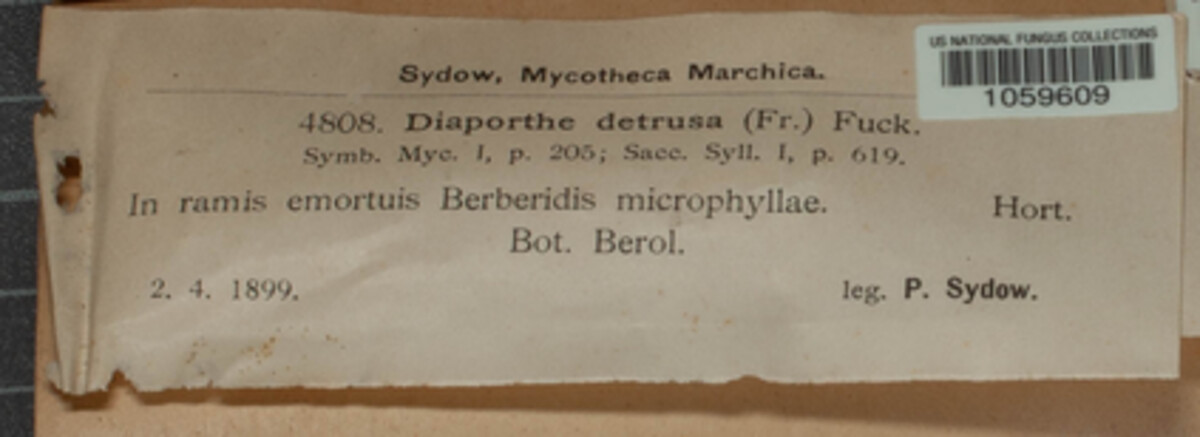 US NATIONAL FUNGUS COLLECTIONS
1059609
Sydow, Mycotheca Marchica.
4808. Diaporthe detrusa (Fr.) Fuck.
Symb. Myc. I, p. 205; Sacc. Syll. I, p. 619.
In ramis emortuis Berberidis microphyllae. Hort.
Bot. Berol.
2. 4. 1899. leg. P. Sydow.